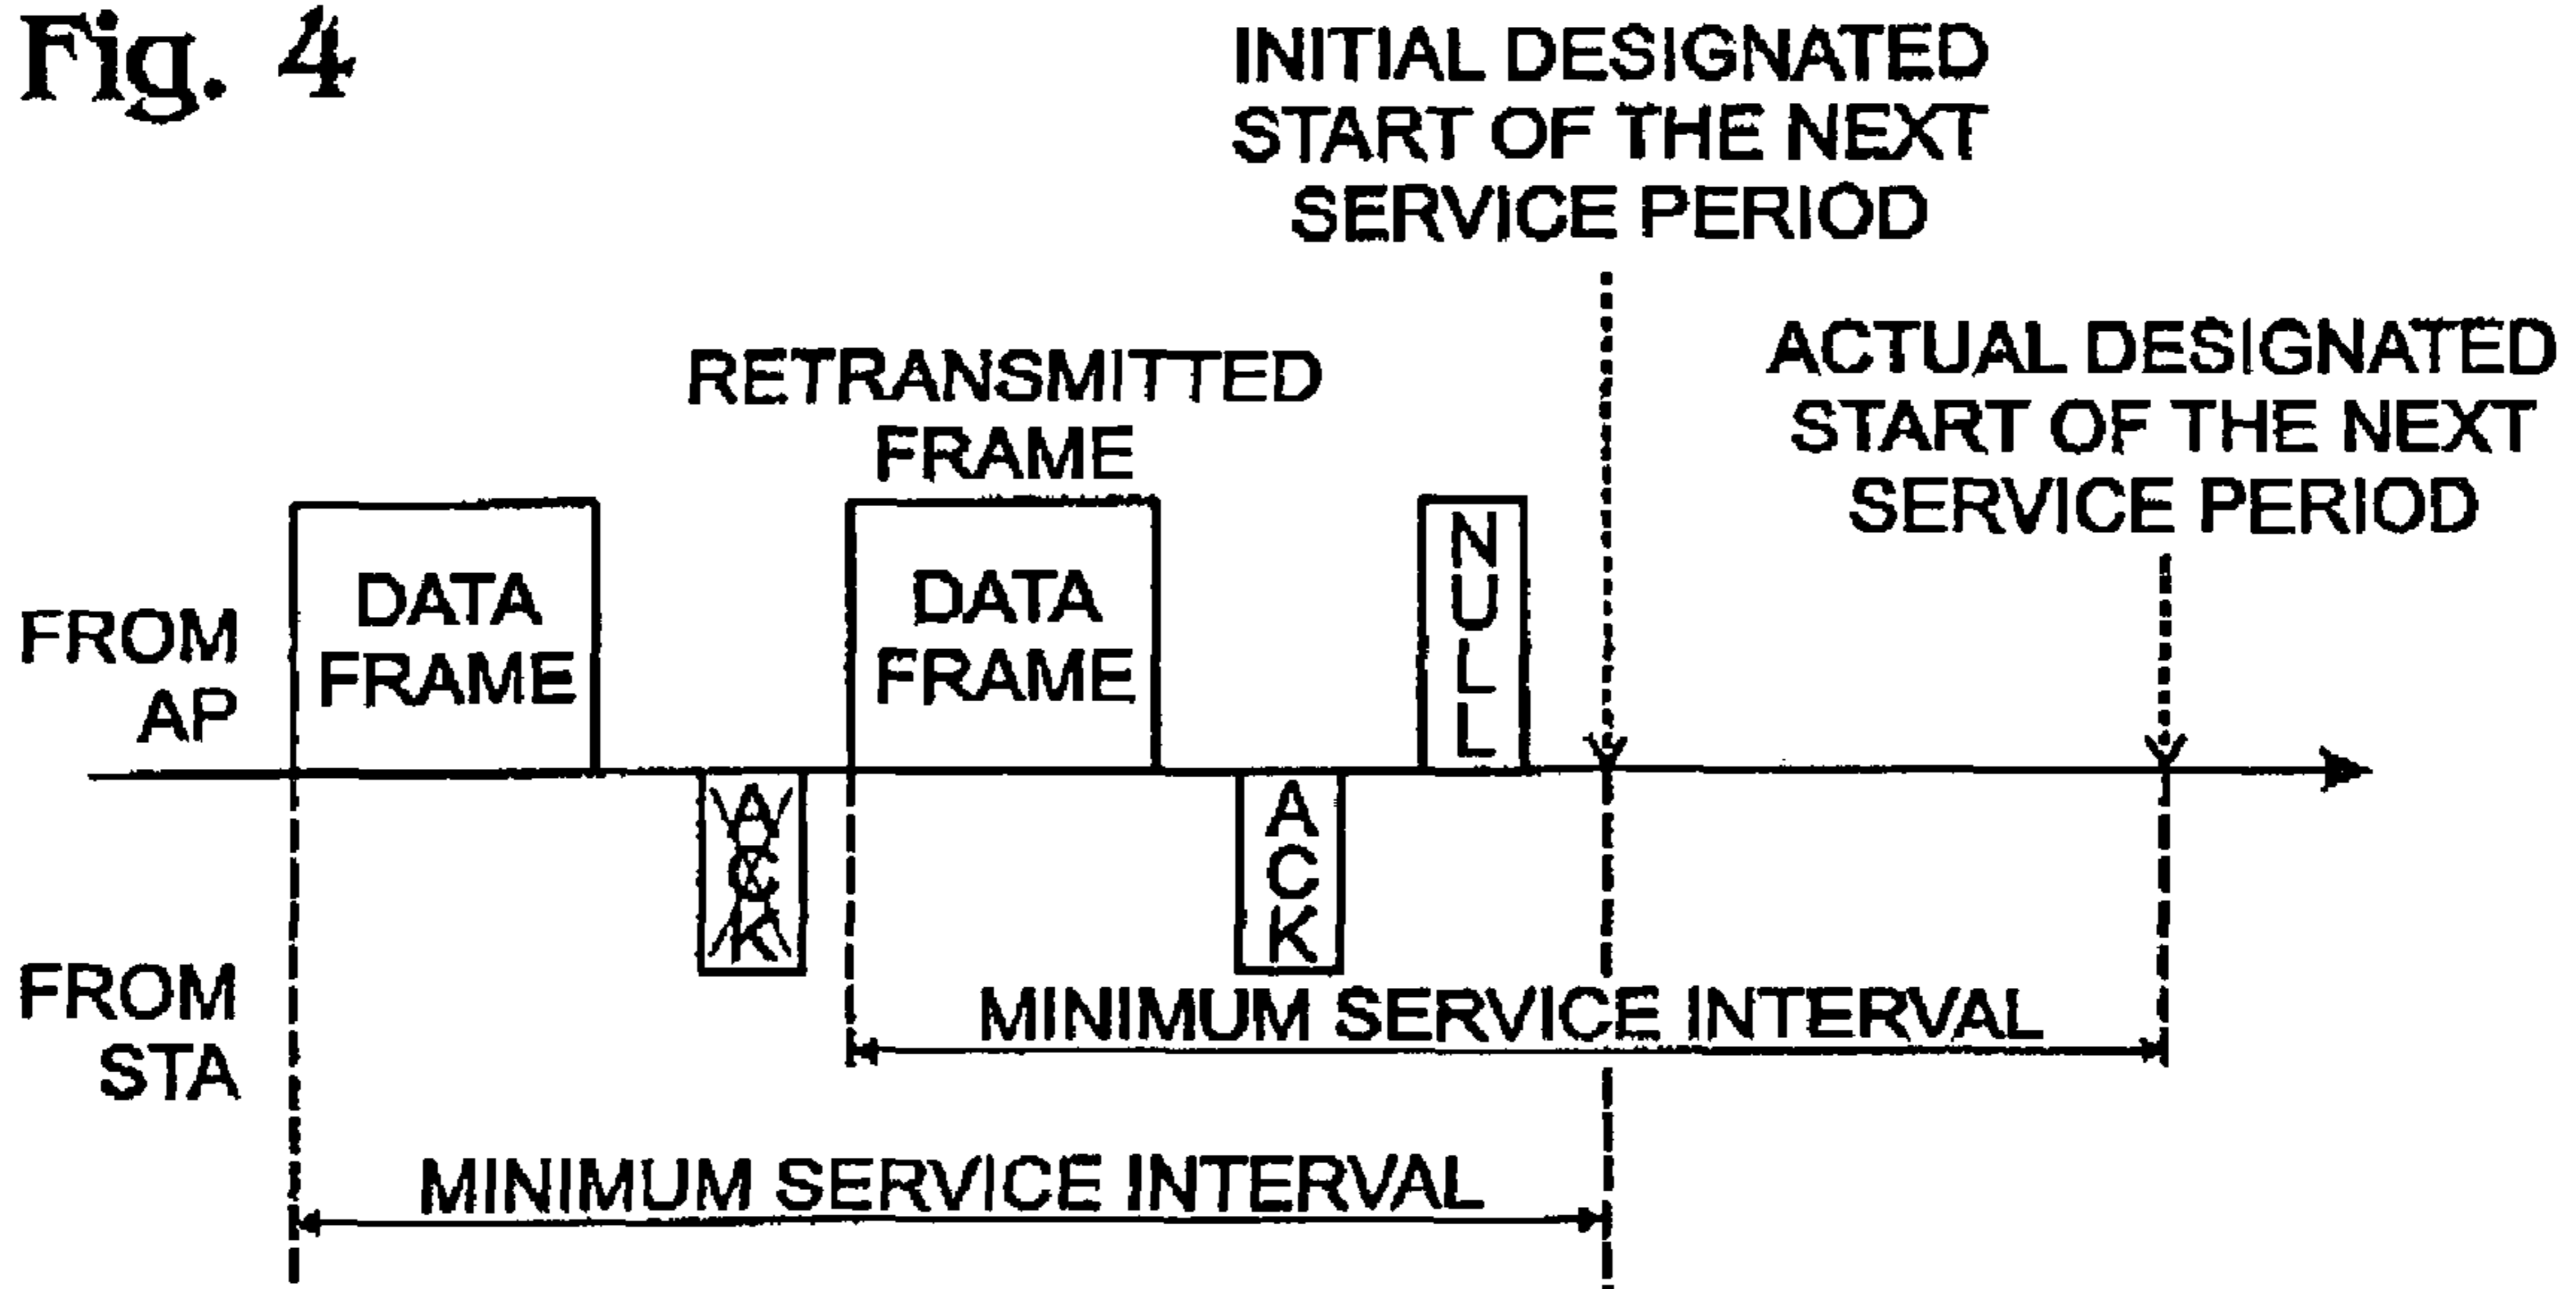 Fig. 4
INITIAL DESIGNATED
START OF THE NEXT
SERVICE PERIOD
ACTUAL DESIGNATED
START OF THE NEXT
SERVICE PERIOD
RETRANSMITTED
FRAME
FROM
AP
DATA
FRAME
DATA
FRAME
NULL
ACK
ACK
FROM
STA
MINIMUM SERVICE INTERVAL
MINIMUM SERVICE INTERVAL